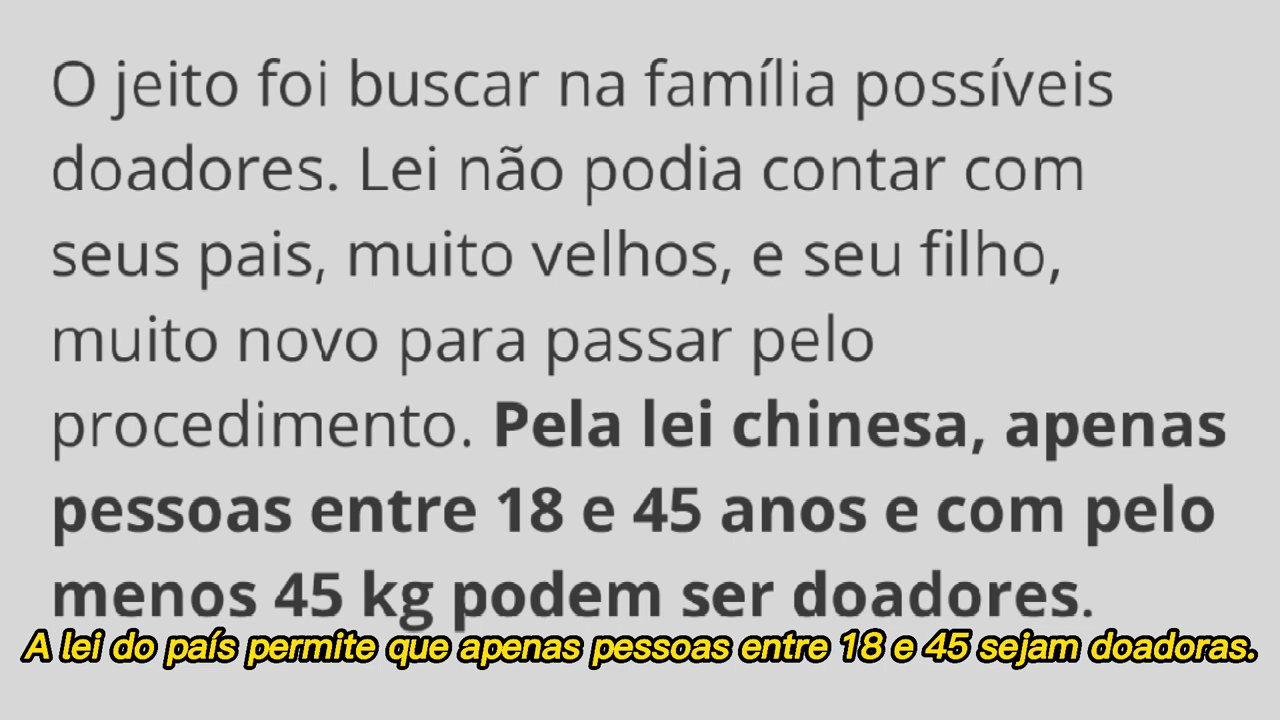 O jeito foi buscar na família possíveis
doadores. Lei não podia contar com
seus pais, muito velhos, e seu filho,
muito novo para passar pelo
procedimento. Pela lei chinesa, apenas
pessoas entre 18 e 45 anos e com pelo
menos 45 kg podem ser doadores.
A lei do país permite que apenas pessoas entre 18 e 45 sejam doadoras.